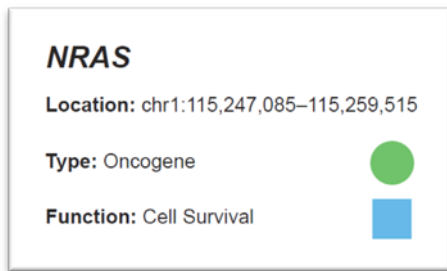 NRAS
Location: chr1:115,247,085–115,259,515
Type: Oncogene
Function: Cell Survival